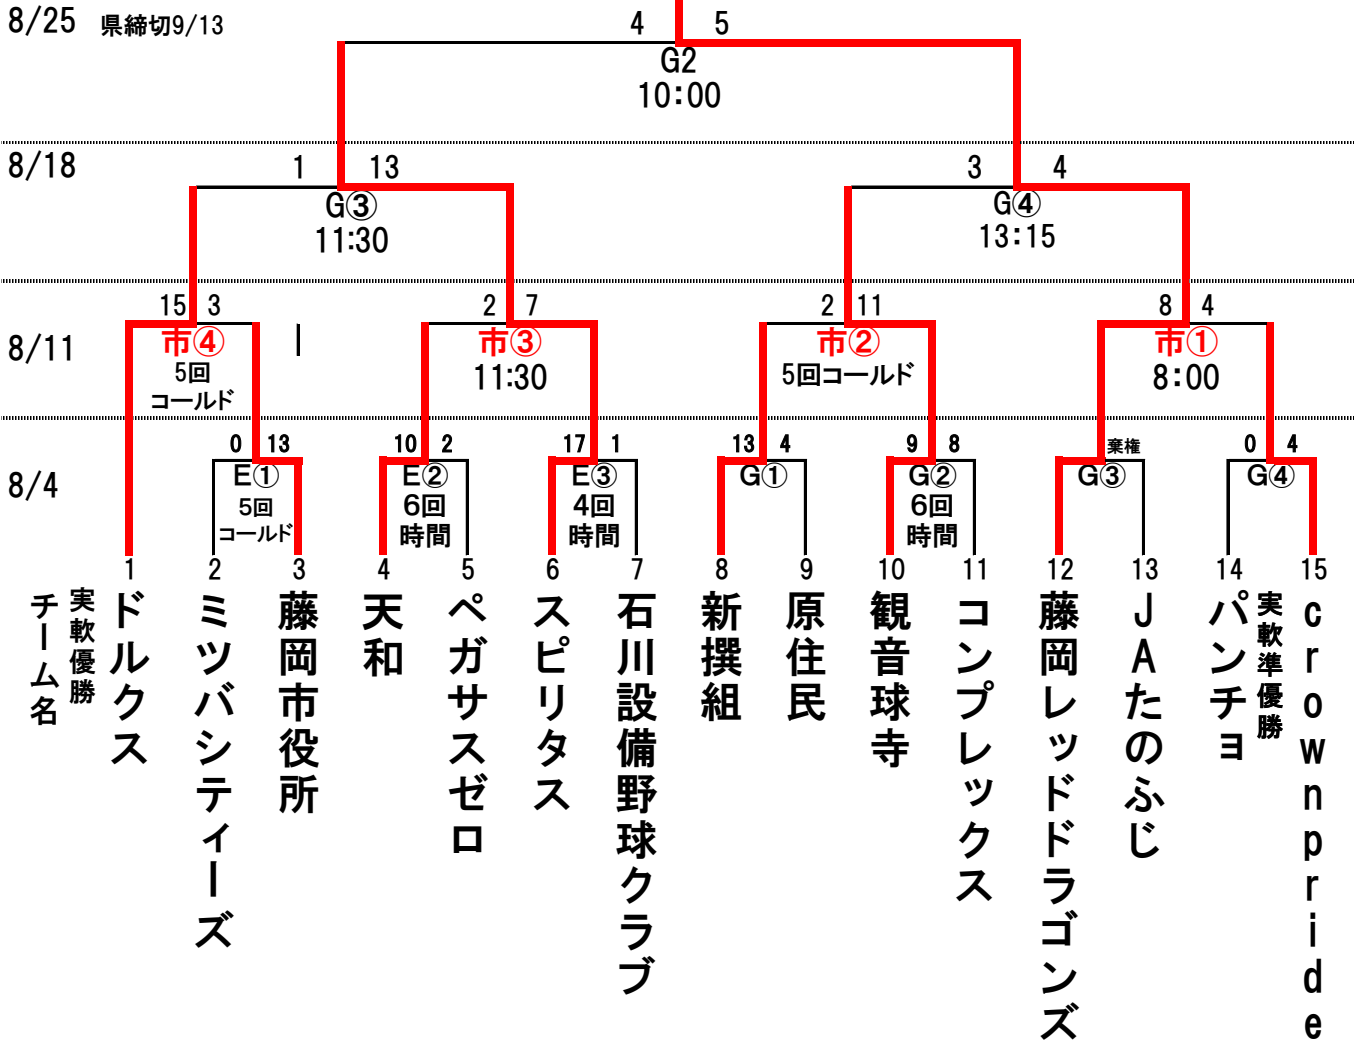 8/25 県締切9/13
4 5
G2
10:00
8/18
1 13
G③
11:30
3 4
G④
13:15
8/11
15 3
市④
5回
コールド
2 7
市③
11:30
2 11
市②
5回コールド
8 4
市①
8:00
8/4
0 13
E①
5回
コールド
10 2
E②
6回
時間
17 1
E③
4回
時間
13 4
G①
9 8
G②
6回
時間
棄権
G③
0 4
G④
1 2 3 4 5 6 7 8 9 10 11 12 13 14 15
チーム名
実軟優勝
ドルクス
ミツバシティーズ
藤岡市役所
天和
ペガサスゼロ
スピリタス
石川設備野球クラブ
新撰組
原住民
観音球寺
コンプレックス
藤岡レッドドラゴンズ
JAたのふじ
パンチョ
実軟準優勝
crownpride